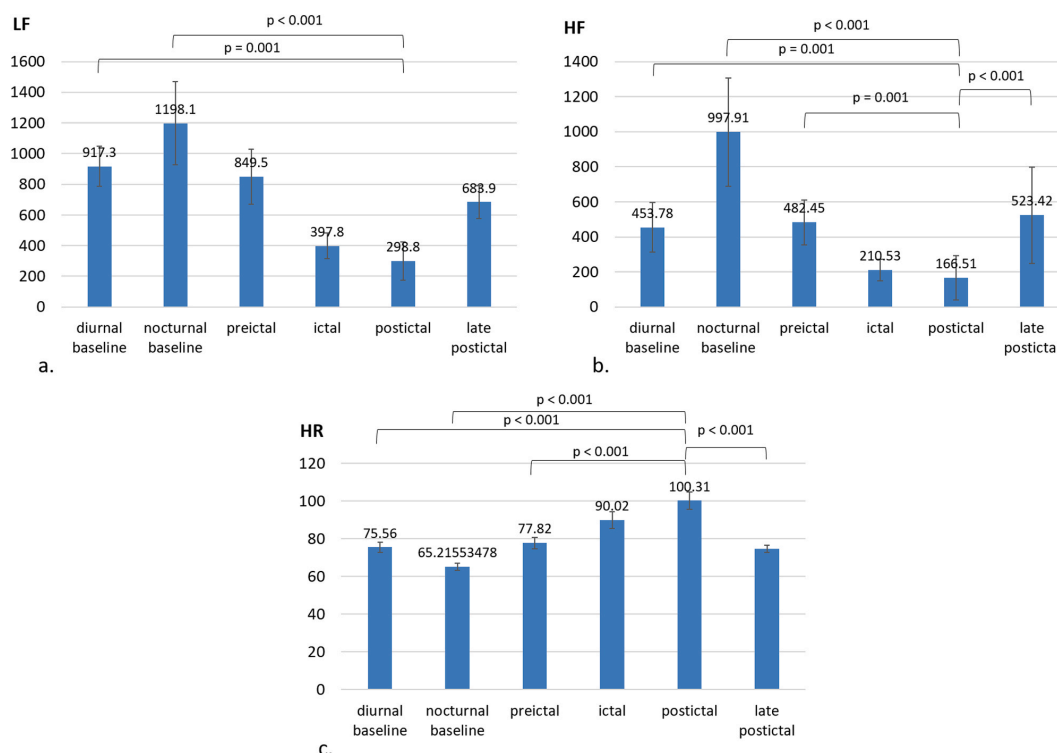 LF
p < 0.001
p = 0.001
1600
1400
1200
1000
800
600
400
200
0
917.3
1198.1
849.5
397.8
298.8
683.9
diurnal baseline
nocturnal baseline
preictal
ictal
postictal
late postictal
a.
HF
p < 0.001
p = 0.001
p < 0.001
p = 0.001
1400
1200
1000
800
600
400
200
0
453.78
997.91
482.45
210.53
166.51
523.42
diurnal baseline
nocturnal baseline
preictal
ictal
postictal
late postictal
b.
HR
p < 0.001
p < 0.001
p < 0.001
p < 0.001
120
100
80
60
40
20
0
75.56
65.21553478
77.82
90.02
100.31
diurnal baseline
nocturnal baseline
preictal
ictal
postictal
late postictal
c.